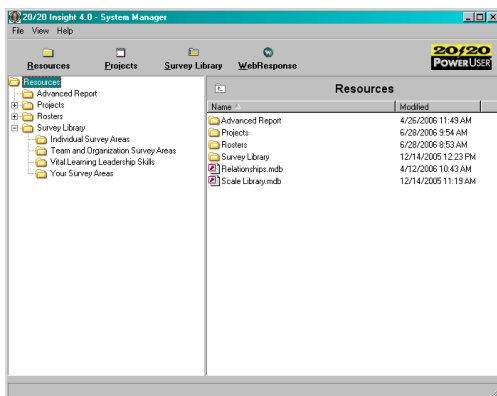 20/20 Insight 4.0 - System Manager
File View Help
Resources Projects Survey Library WebResponse
20/20
POWERUSER
Resources
Advanced Report
Projects
Rosters
Survey Library
Individual Survey Areas
Team and Organization Survey Areas
Vital Learning Leadership Skills
Your Survey Areas
Resources
Name Modified
Advanced Report 4/26/2006 11:49 AM
Projects 6/28/2006 9:54 AM
Rosters 6/28/2006 8:53 AM
Survey Library 12/14/2005 12:23 PM
Relationships.mdb 4/12/2006 10:43 AM
Scale Library.mdb 12/14/2005 11:19 AM